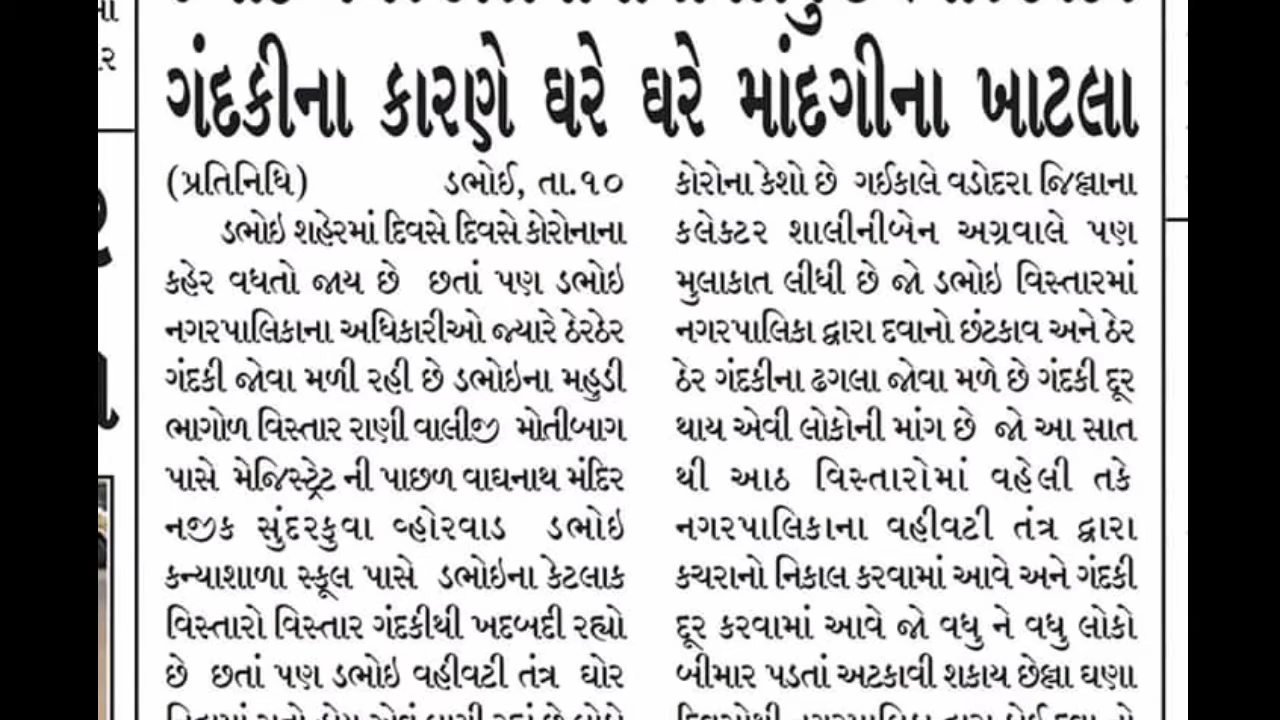 ગંદકીના કારણે ઘરે ઘરે માંદગીના ખાટલા
(પ્રતિનિધિ) ડભોઈ, તા.૧૦
ડભોઇ શહેરમાં દિવસે દિવસે કોરોનાના
કહેર વધતો જાય છે છતાં પણ ડભોઇ
નગરપાલિકાના અધિકારીઓ જ્યારે ઠેરઠેર
ગંદકી જોવા મળી રહી છે ડભોઇના મહુડી
ભાગોળ વિસ્તાર રાણી વાલીજી મોતીબાગ
પાસે મેજિસ્ટ્રેટ ની પાછળ વાઘનાથ મંદિર
નજીક સુંદરકુવા વ્હોરવાડ ડભોઇ
કન્યાશાળા સ્કૂલ પાસે ડભોઇના કેટલાક
વિસ્તારો વિસ્તાર ગંદકીથી ખદબદી રહ્યો
છે છતાં પણ ડભોઇ વહીવટી તંત્ર ઘોર
કોરોના કેશો છે ગઈકાલે વડોદરા જિલ્લાના
કલેક્ટર શાલીનીબેન અગ્રવાલે પણ
મુલાકાત લીધી છે જો ડભોઇ વિસ્તારમાં
નગરપાલિકા દ્વારા દવાનો છંટકાવ અને ઠેર
ઠેર ગંદકીના ઢગલા જોવા મળે છે ગંદકી દૂર
થાય એવી લોકોની માંગ છે જો આ સાત
થી આઠ વિસ્તારોમાં વહેલી તકે
નગરપાલિકાના વહીવટી તંત્ર દ્વારા
કચરાનો નિકાલ કરવામાં આવે અને ગંદકી
દૂર કરવામાં આવે જો વધુ ને વધુ લોકો
બીમાર પડતાં અટકાવી શકાય છેલ્લા ઘણા